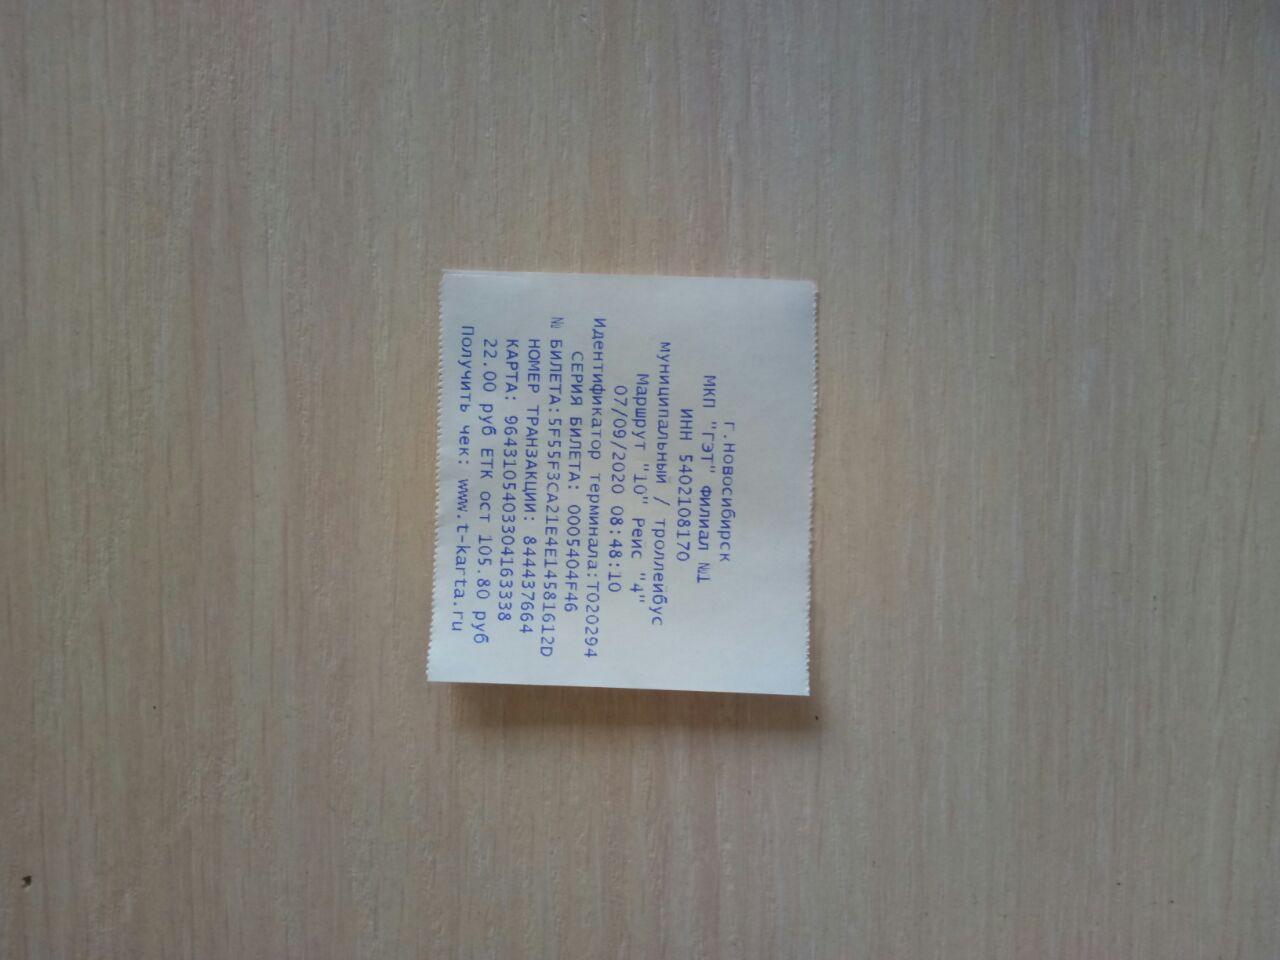 г.Новосибирск
МКП "ГЭТ" Филиал №1
ИНН 5402108170
муниципальный / троллейбус
Маршрут "10" Рейс "4"
07/09/2020 08:48:10
Идентификатор терминала:T020294
СЕРИЯ БИЛЕТА: 0005404F46
№ БИЛЕТА:5F55F3CA21E4E14581612D
НОМЕР ТРАНЗАКЦИИ: 844437664
КАРТА: 9643105403304163338
22.00 руб ЕТК ост 105.80 руб
Получить чек: www.t-karta.ru